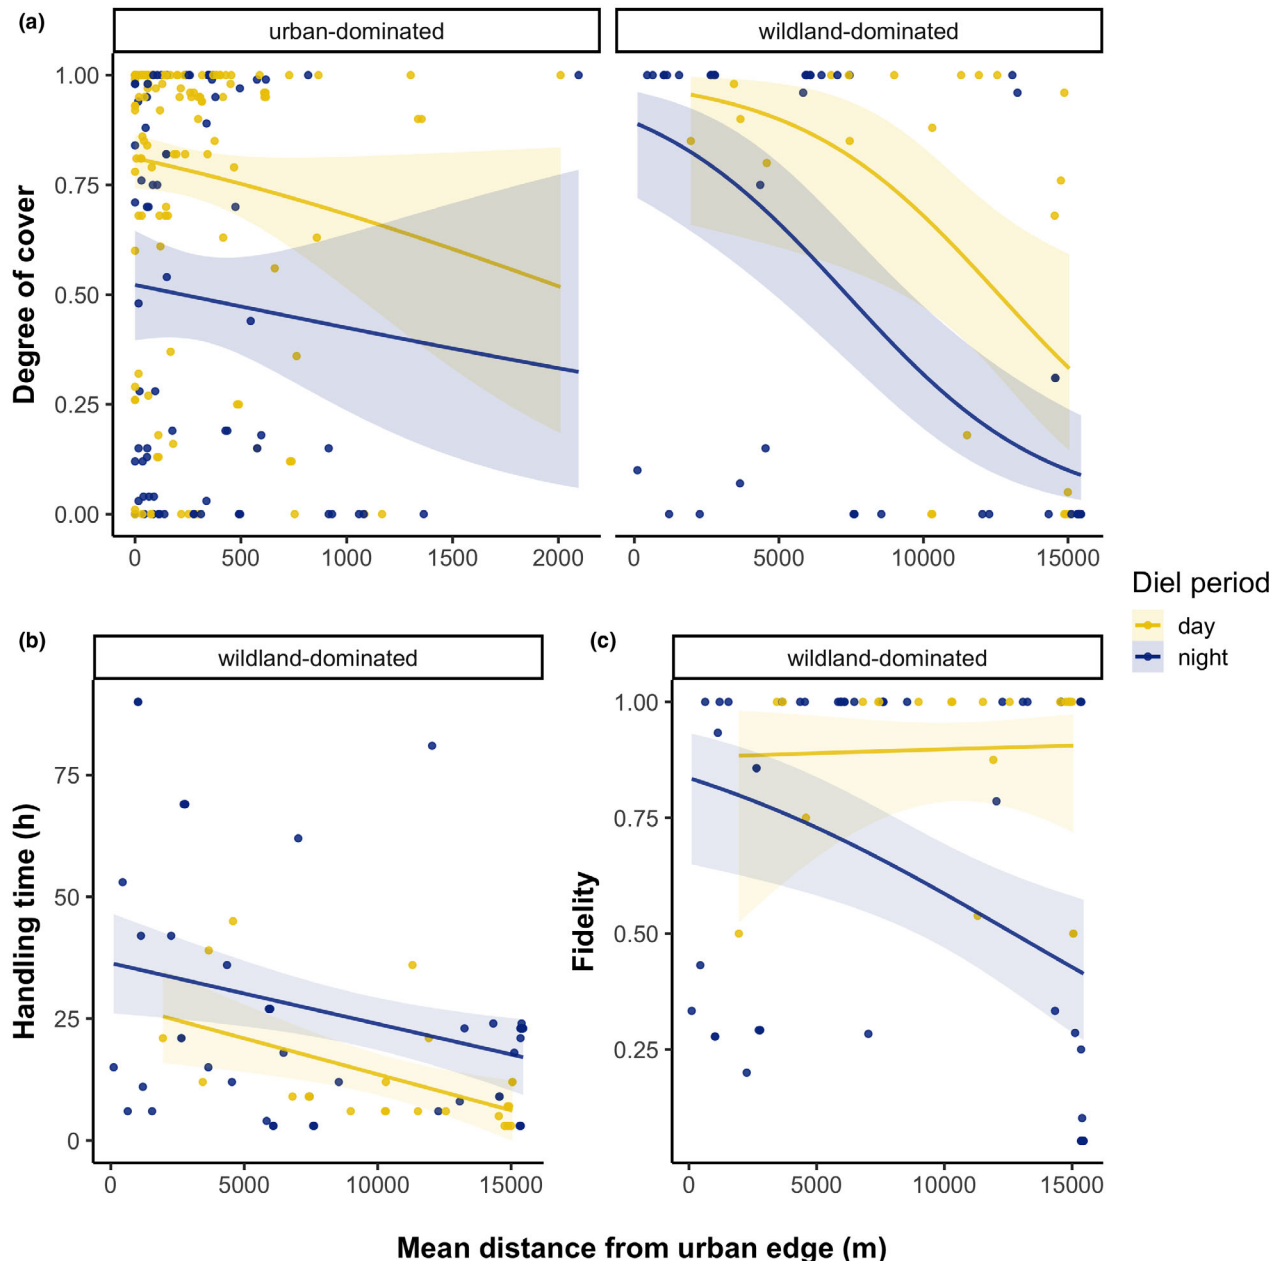 (a)
urban-dominated
wildland-dominated
Degree of cover
1.00
0.75
0.50
0.25
0.00
0
500
1000
1500
2000
0
5000
10000
15000
Diel period
day
night
(b)
wildland-dominated
Handling time (h)
75
50
25
0
0
5000
10000
15000
(c)
wildland-dominated
Fidelity
1.00
0.75
0.50
0.25
0
5000
10000
15000
Mean distance from urban edge (m)